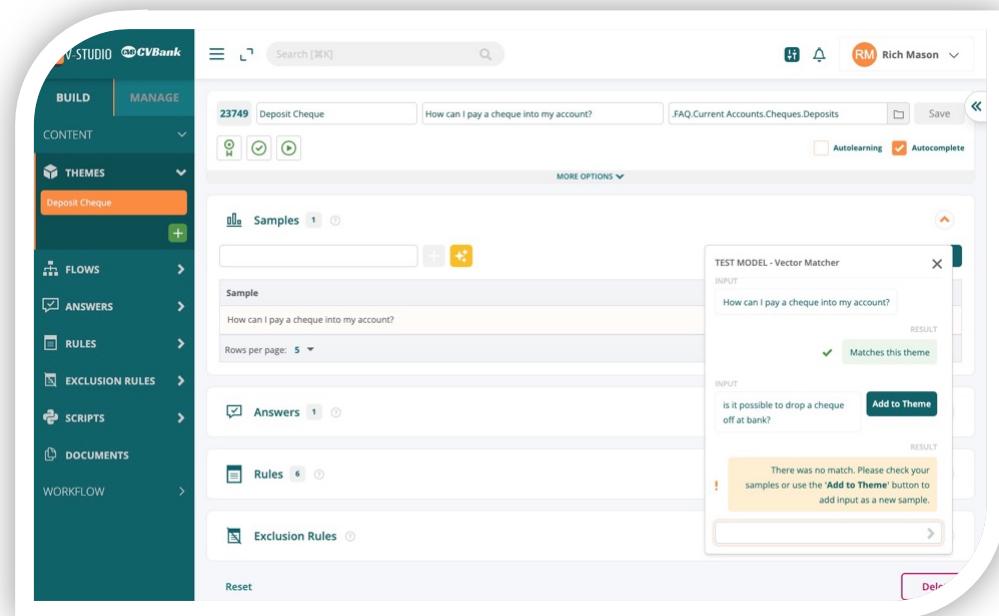 V-STUDIO
CVBank
Search [⌘K]
RM
Rich Mason
BUILD
MANAGE
CONTENT
THEMES
Deposit Cheque
FLOWS
ANSWERS
RULES
EXCLUSION RULES
SCRIPTS
DOCUMENTS
WORKFLOW
23749
Deposit Cheque
How can I pay a cheque into my account?
.FAQ.Current Accounts.Cheques.Deposits
Save
Autolearning
Autocomplete
MORE OPTIONS
Samples 1
Sample
How can I pay a cheque into my account?
Rows per page: 5
Answers 1
Rules 6
Exclusion Rules
Reset
TEST MODEL - Vector Matcher
INPUT
How can I pay a cheque into my account?
RESULT
Matches this theme
INPUT
is it possible to drop a cheque
off at bank?
Add to Theme
RESULT
There was no match. Please check your
samples or use the 'Add to Theme' button to
add input as a new sample.